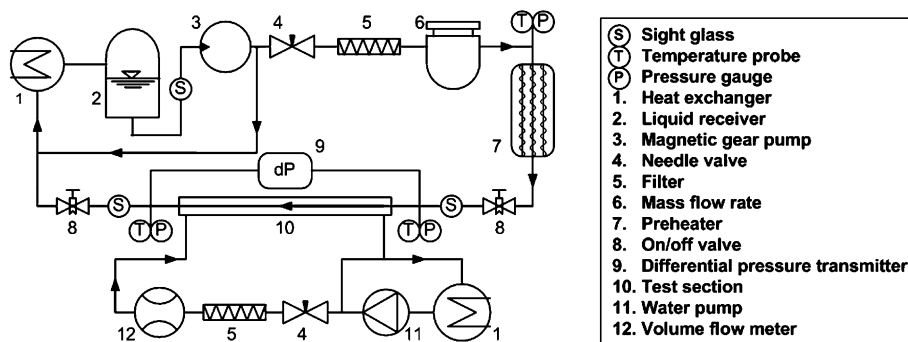 3
4
5
6
T P
1
2
S
7
9
dP
8
S
T P
10
T P
S
8
12
5
4
11
1
S Sight glass
T Temperature probe
P Pressure gauge
1. Heat exchanger
2. Liquid receiver
3. Magnetic gear pump
4. Needle valve
5. Filter
6. Mass flow rate
7. Preheater
8. On/off valve
9. Differential pressure transmitter
10. Test section
11. Water pump
12. Volume flow meter